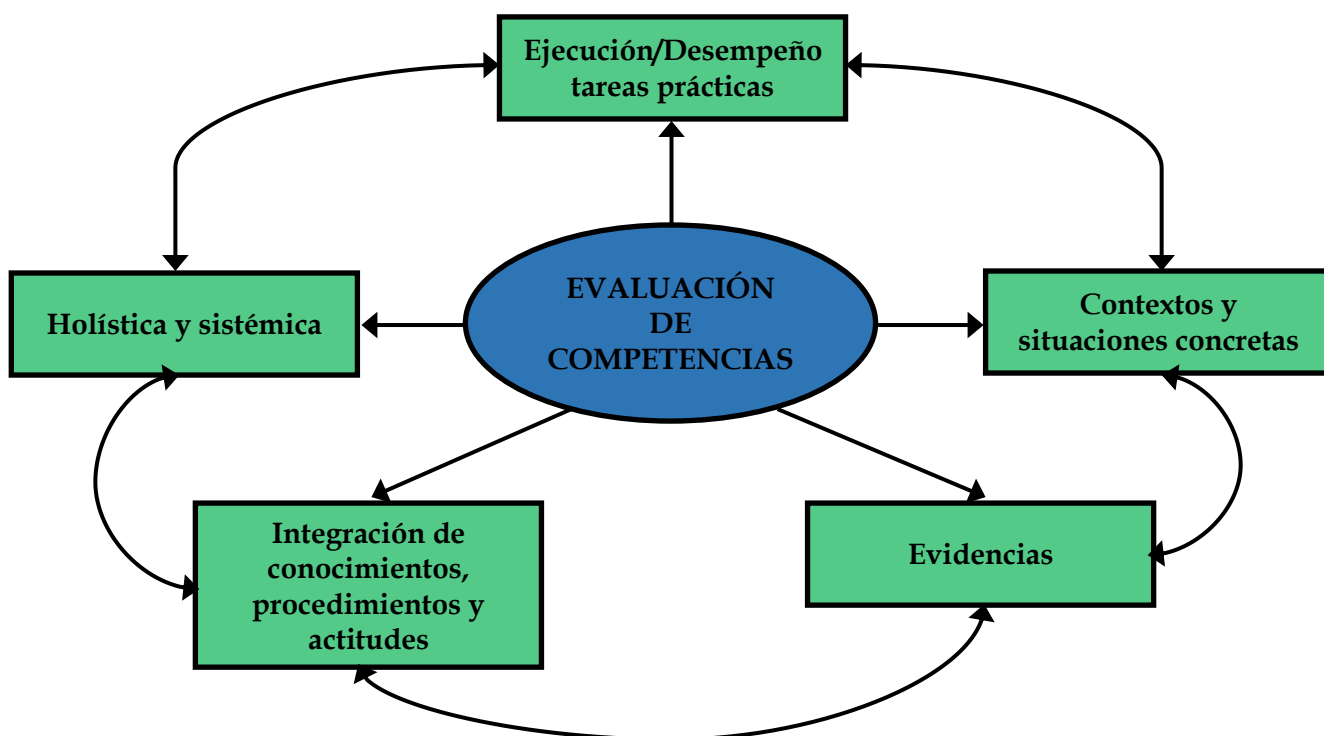 Ejecución/Desempeño
tareas prácticas
Holística y sistémica
EVALUACIÓN
DE
COMPETENCIAS
Contextos y
situaciones concretas
Integración de
conocimientos,
procedimientos y
actitudes
Evidencias